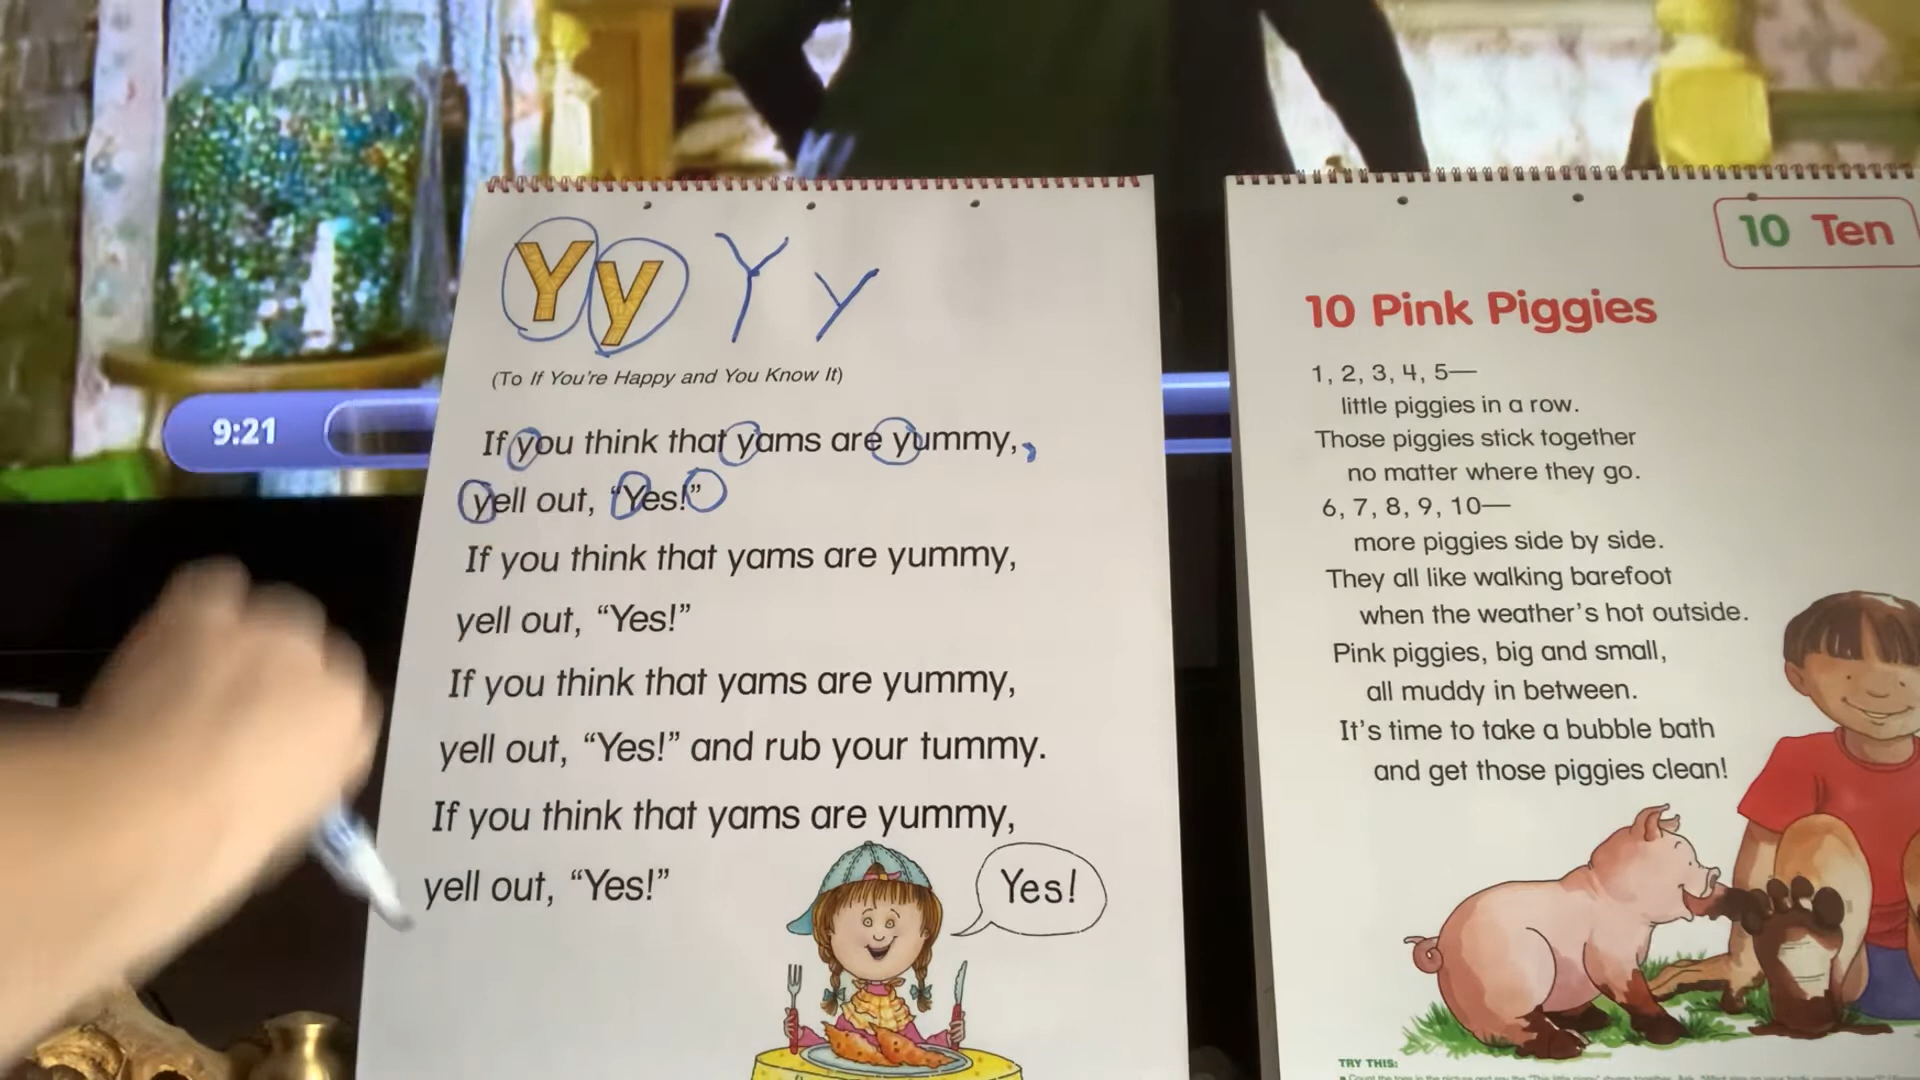 9:21
Yy Y y
(To If You're Happy and You Know It)
If you think that yams are yummy,,
yell out, “Yes!”
If you think that yams are yummy,
yell out, “Yes!”
If you think that yams are yummy,
yell out, “Yes!” and rub your tummy.
If you think that yams are yummy,
yell out, “Yes!”
Yes!
10 Ten
10 Pink Piggies
1, 2, 3, 4, 5—
little piggies in a row.
Those piggies stick together
no matter where they go.
6, 7, 8, 9, 10—
more piggies side by side.
They all like walking barefoot
when the weather's hot outside.
Pink piggies, big and small,
all muddy in between.
It's time to take a bubble bath
and get those piggies clean!
TRY THIS: